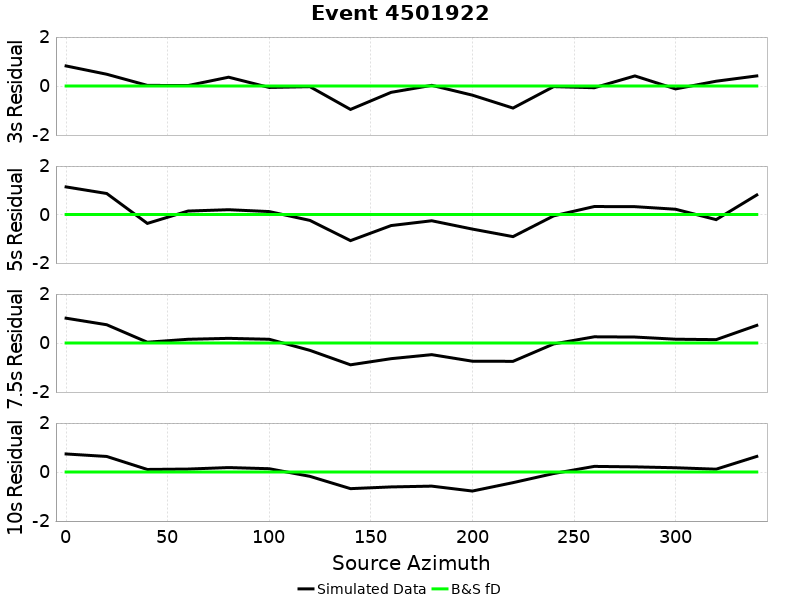 Event 4501922
3s Residual
2
0
-2
5s Residual
2
0
-2
7.5s Residual
2
0
-2
10s Residual
2
0
-2
0 50 100 150 200 250 300
Source Azimuth
Simulated Data B&S fD